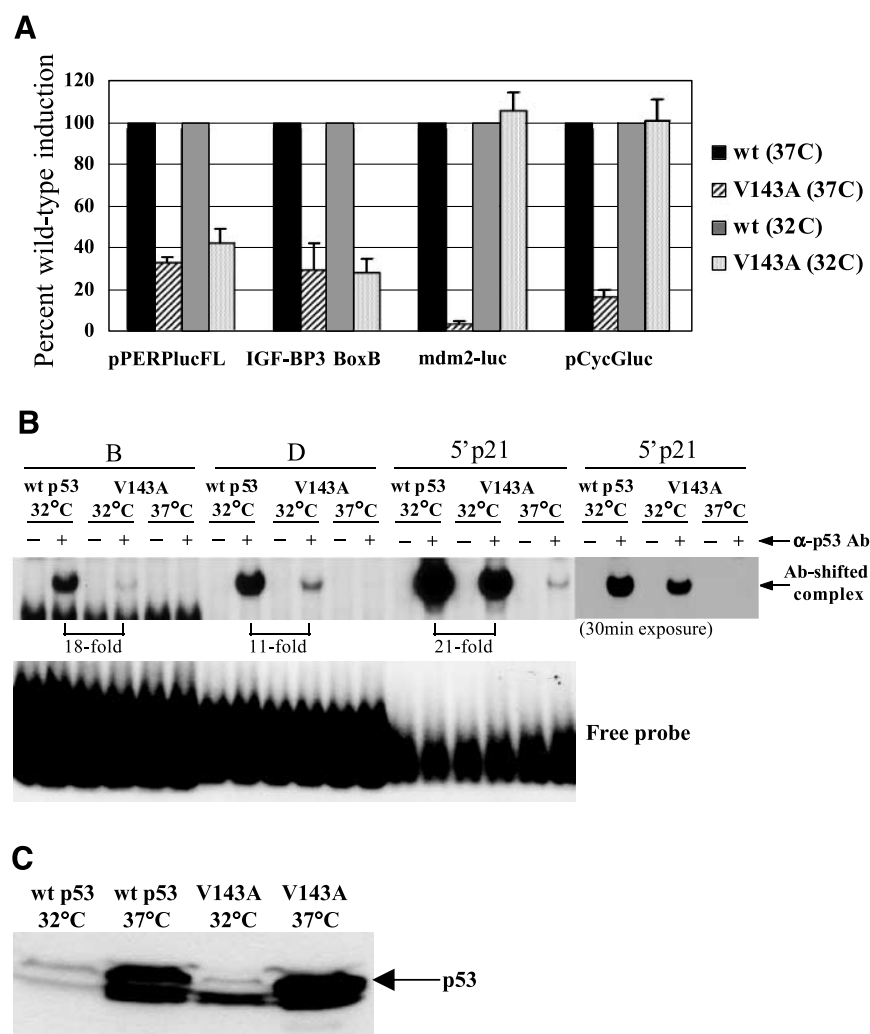 A
Percent wild-type induction
120
100
80
60
40
20
0
pPERPlucFL IGF-BP3 BoxB mdm2-luc pCycGluc
wt (37C)
V143A (37C)
wt (32C)
V143A (32C)
B
B D 5'p21 5'p21
wt p53 V143A wt p53 V143A wt p53 V143A wt p53 V143A
32°C 32°C 37°C 32°C 32°C 37°C 32°C 32°C 37°C 32°C 32°C 37°C
– + – + – + – + – + – + – + – + – + – + – + – + α-p53 Ab
Ab-shifted
complex
18-fold 11-fold 21-fold (30min exposure)
Free probe
C
wt p53 wt p53 V143A V143A
32°C 37°C 32°C 37°C
p53